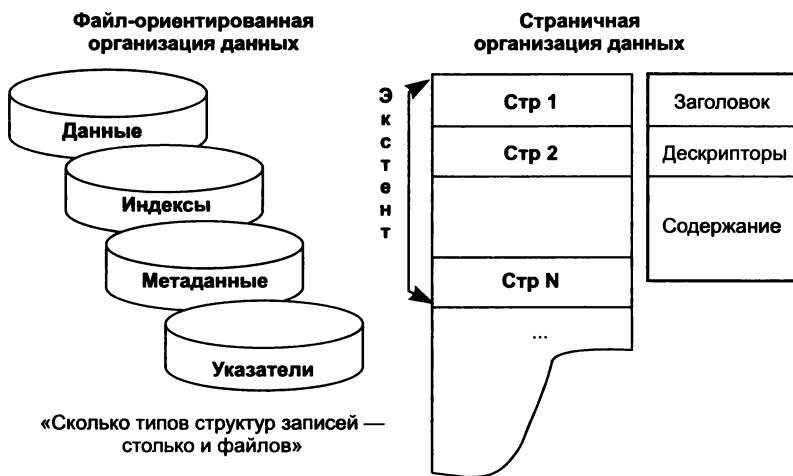 Файл-ориентированная
организация данных
Данные
Индексы
Метаданные
Указатели
«Сколько типов структур записей —
столько и файлов»
Страничная
организация данных
Экстент
Стр 1
Стр 2
Стр N
...
Заголовок
Дескрипторы
Содержание